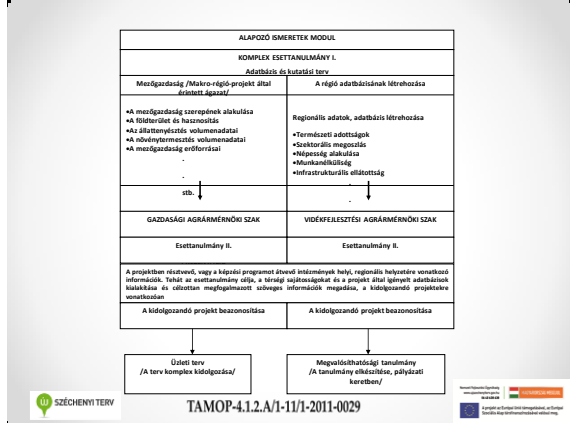 ALAPOZÓ ISMERETEK MODUL
KOMPLEX ESETTANULMÁNY I.
Adatbázis és kutatási terv
Mezőgazdaság /Makro-régió-projekt által
érintett ágazat/
A régió adatbázisának létrehozása
•A mezőgazdaság szerepének alakulása
•A földterület és hasznosítás
•Az állattenyésztés volumenadatai
•A növénytermesztés volumenadatai
•A mezőgazdaság erőforrásai
.
.
stb.
Regionális adatok, adatbázis létrehozása
•Természeti adottságok
•Szektorális megoszlás
•Népesség alakulása
•Munkanélküliség
•Infrastrukturális ellátottság
.
.
GAZDASÁGI AGRÁRMÉRNÖKI SZAK
VIDÉKFEJLESZTÉSI AGRÁRMÉRNÖKI SZAK
Esettanulmány II.
Esettanulmány II.
A projektben résztvevő, vagy a képzési programot átvevő intézmények helyi, regionális helyzetére vonatkozó
információk. Tehát az esettanulmány célja, a térségi sajátosságokat és a projekt által igényelt adatbázisok
kialakítása és célzottan megfogalmazott szöveges információk megadása, a kidolgozandó projektekre
vonatkozóan
A kidolgozandó projekt beazonosítása
A kidolgozandó projekt beazonosítása
Üzleti terv
/A terv komplex kidolgozása/
Megvalósíthatósági tanulmány
/A tanulmány elkészítése, pályázati
keretben/
SZÉCHENYI TERV
TAMOP-4.1.2.A/1-11/1-2011-0029